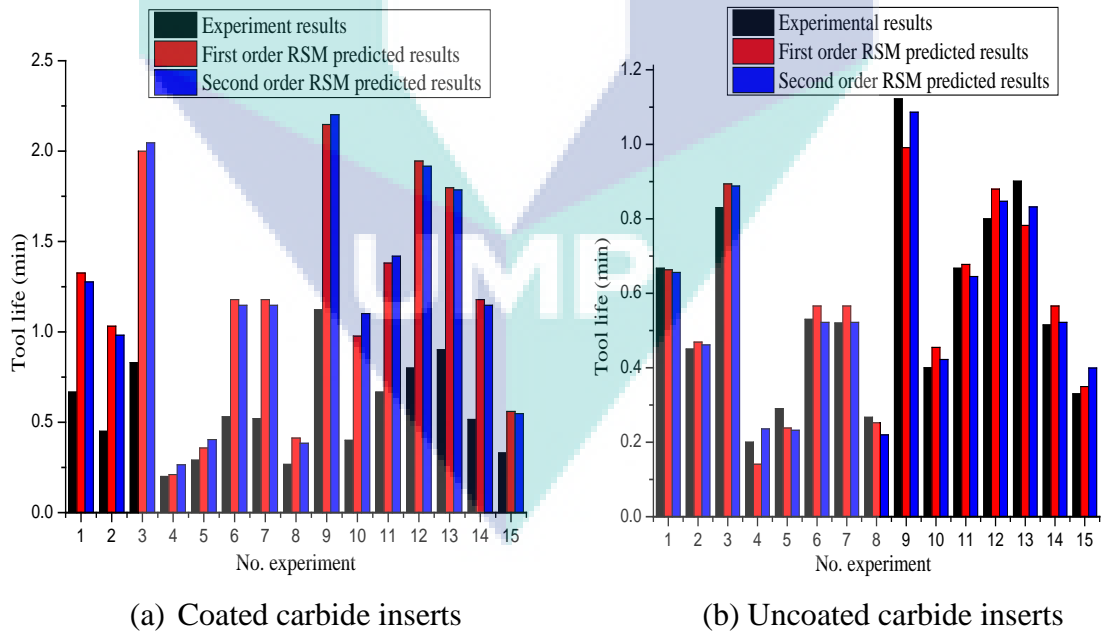 Experiment results
First order RSM predicted results
Second order RSM predicted results
2.5
2.0
1.5
1.0
0.5
0.0
Tool life (min)
1 2 3 4 5 6 7 8 9 10 11 12 13 14 15
No. experiment
(a) Coated carbide inserts
Experimental results
First order RSM predicted results
Second order RSM predicted results
1.2
1.0
0.8
0.6
0.4
0.2
0.0
Tool life (min)
1 2 3 4 5 6 7 8 9 10 11 12 13 14 15
No. experiment
(b) Uncoated carbide inserts
UMP